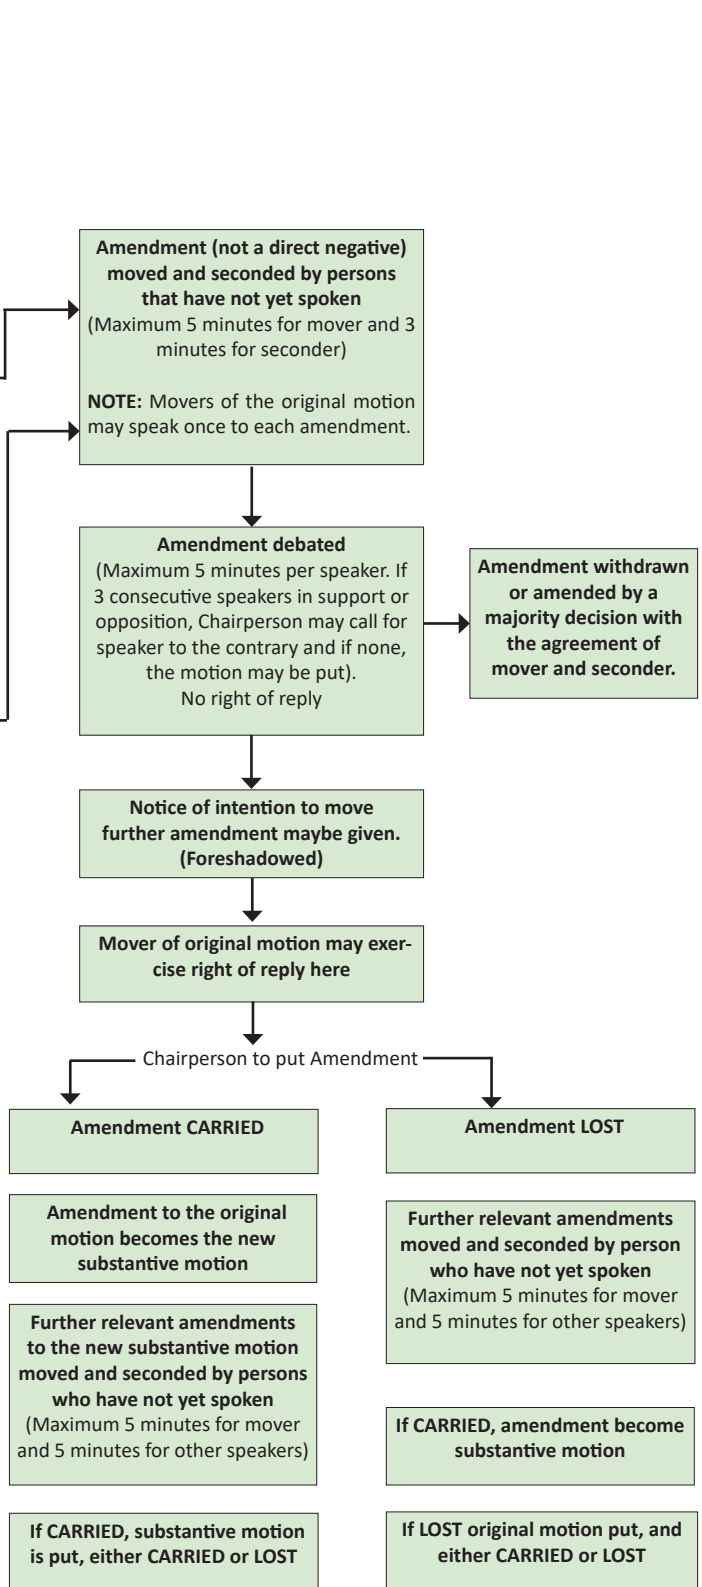 Amendment (not a direct negative)
moved and seconded by persons
that have not yet spoken
(Maximum 5 minutes for mover and 3
minutes for seconder)
NOTE: Movers of the original motion
may speak once to each amendment.
Amendment debated
(Maximum 5 minutes per speaker. If
3 consecutive speakers in support or
opposition, Chairperson may call for
speaker to the contrary and if none,
the motion may be put).
No right of reply
Amendment withdrawn
or amended by a
majority decision with
the agreement of
mover and seconder.
Notice of intention to move
further amendment maybe given.
(Foreshadowed)
Mover of original motion may exer-
cise right of reply here
Chairperson to put Amendment
Amendment CARRIED
Amendment to the original
motion becomes the new
substantive motion
Further relevant amendments
to the new substantive motion
moved and seconded by persons
who have not yet spoken
(Maximum 5 minutes for mover
and 5 minutes for other speakers)
If CARRIED, substantive motion
is put, either CARRIED or LOST
Amendment LOST
Further relevant amendments
moved and seconded by person
who have not yet spoken
(Maximum 5 minutes for mover
and 5 minutes for other speakers)
If CARRIED, amendment become
substantive motion
If LOST original motion put, and
either CARRIED or LOST